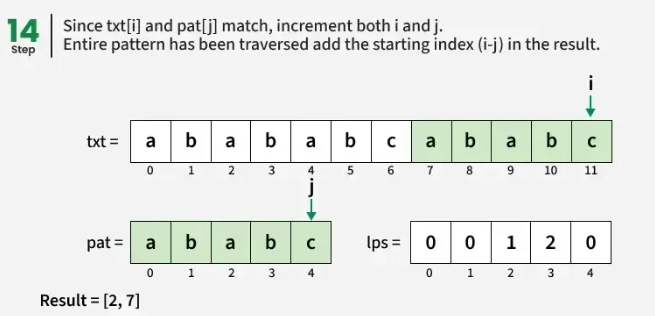 14
Step
Since txt[i] and pat[j] match, increment both i and j.
Entire pattern has been traversed add the starting index (i-j) in the result.
i
txt = a b a b a b c a b a b c
0 1 2 3 4 5 6 7 8 9 10 11
j
pat = a b a b c lps = 0 0 1 2 0
0 1 2 3 4 0 1 2 3 4
Result = [2, 7]